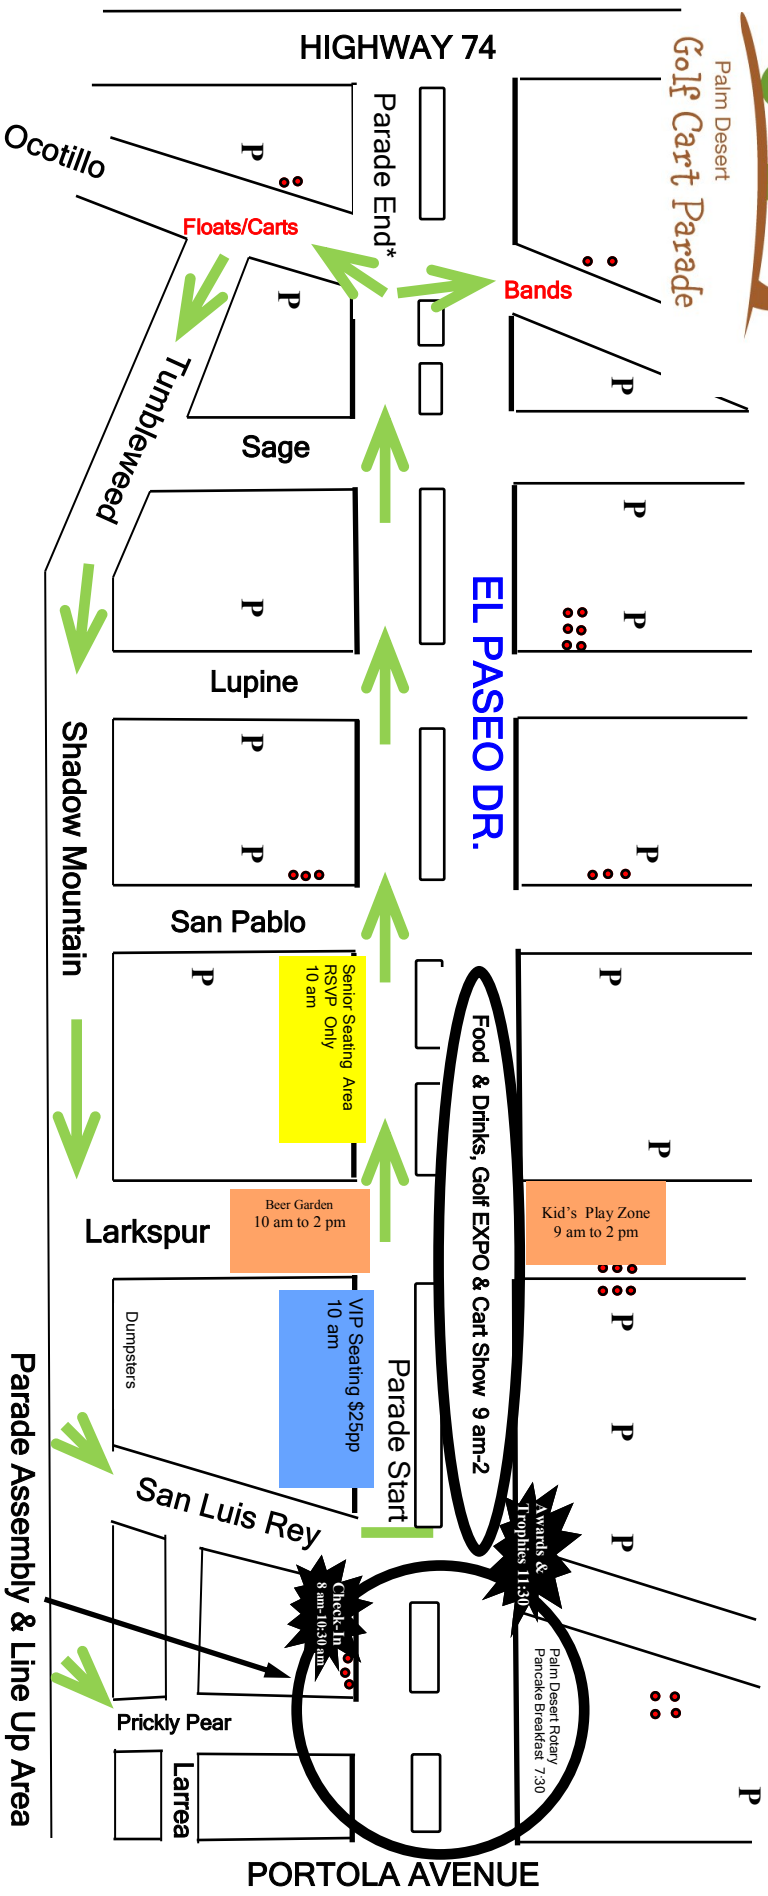 HIGHWAY 74
Palm Desert
Golf Cart Parade
Ocotillo
P
Parade End*
Floats/Carts
Bands
P
P
Tumbleweed
Sage
P
P
P
EL PASEO DR.
Lupine
Shadow Mountain
P
P
P
San Pablo
P
Senior Seating Area
RSVP Only
10 am
P
Food & Drinks, Golf EXPO & Cart Show 9 am-2
P
Larkspur
Beer Garden
10 am to 2 pm
Kid's Play Zone
9 am to 2 pm
Dumpsters
VIP Seating $25pp
10 am
Parade Start
P
P
P
San Luis Rey
Awards &
Trophies 11:30
Check-In
8 am-10:30 am
Parade Assembly & Line Up Area
Palm Desert Rotary
Pancake Breakfast 7:30
Prickly Pear
Larrea
P
PORTOLA AVENUE